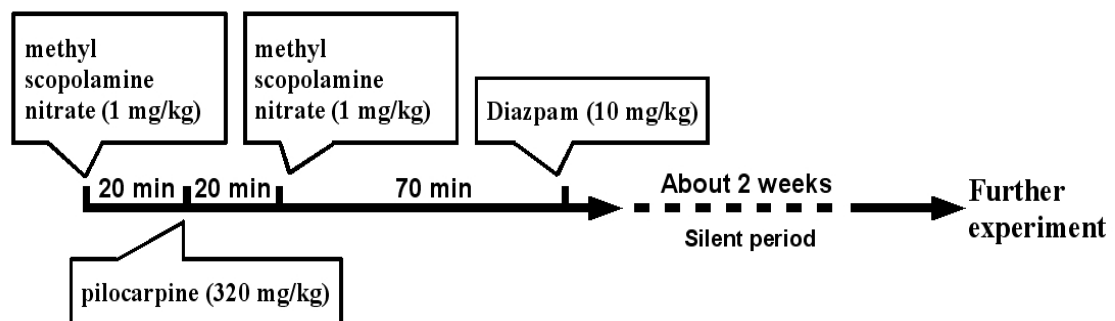 methyl
scopolamine
nitrate (1 mg/kg)
methyl
scopolamine
nitrate (1 mg/kg)
Diazpam (10 mg/kg)
20 min
20 min
70 min
About 2 weeks
Silent period
Further
experiment
pilocarpine (320 mg/kg)